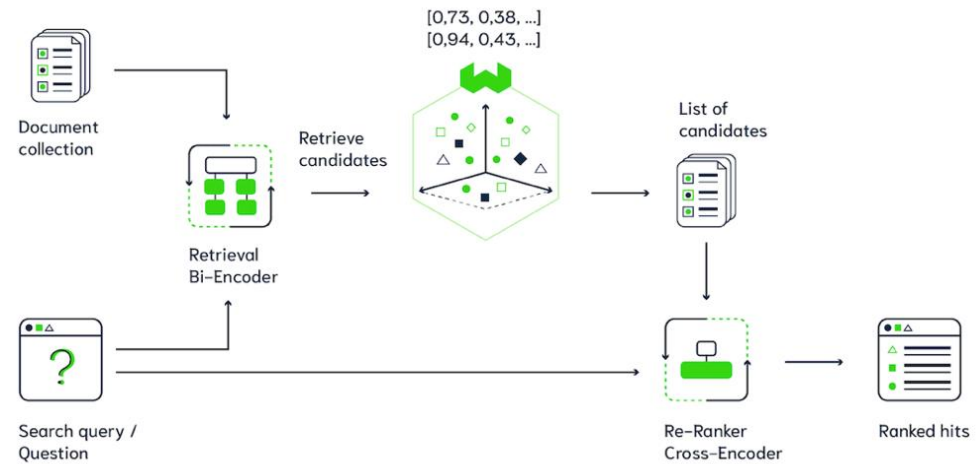 [0,73, 0,38, ...]
[0,94, 0,43, ...]
Document
collection
Retrieve
candidates
List of
candidates
Retrieval
Bi-Encoder
?
Search query /
Question
Re-Ranker
Cross-Encoder
Ranked hits